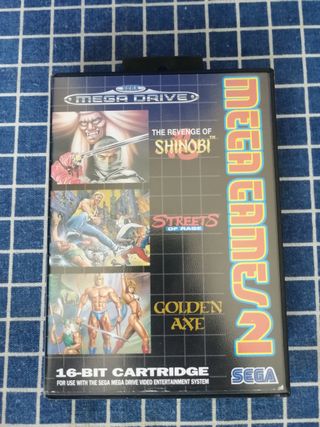 SEGA
MEGA DRIVE
MEGA GAMES 2
THE REVENGE OF
SHINOBI™
STREETS
OF RAGE
GOLDEN
AXE
16-BIT CARTRIDGE
FOR USE WITH THE SEGA MEGA DRIVE VIDEO ENTERTAINMENT SYSTEM
SEGA